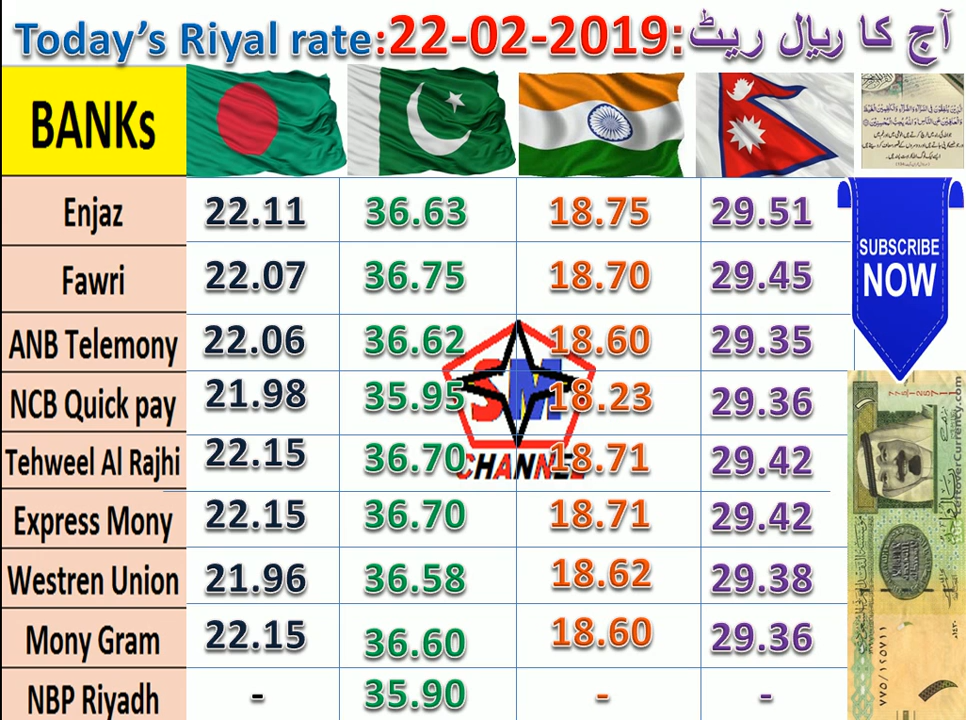 Today's Riyal rate:22-02-2019:آج کا ریال ریٹ
BANKs
Enjaz 22.11 36.63 18.75 29.51
Fawri 22.07 36.75 18.70 29.45
ANB Telemony 22.06 36.62 18.60 29.35
NCB Quick pay 21.98 35.95 18.23 29.36
Tehweel Al Rajhi 22.15 36.70 18.71 29.42
Express Mony 22.15 36.70 18.71 29.42
Westren Union 21.96 36.58 18.62 29.38
Mony Gram 22.15 36.60 18.60 29.36
NBP Riyadh - 35.90 - -
SUBSCRIBE
NOW
SM
CHANNEL
LeftoverCurrency.com
٧٧٥/١٤٥٧١١